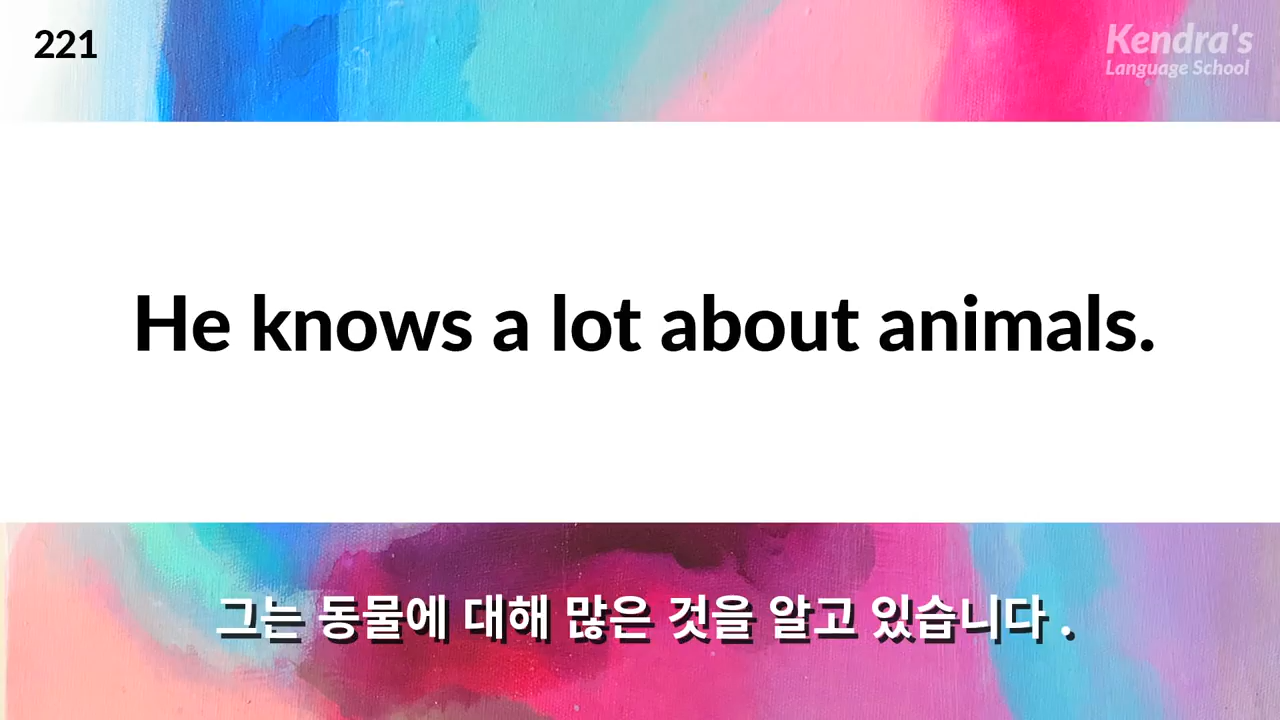 221
Kendra's
Language School
He knows a lot about animals.
그는 동물에 대해 많은 것을 알고 있습니다 .